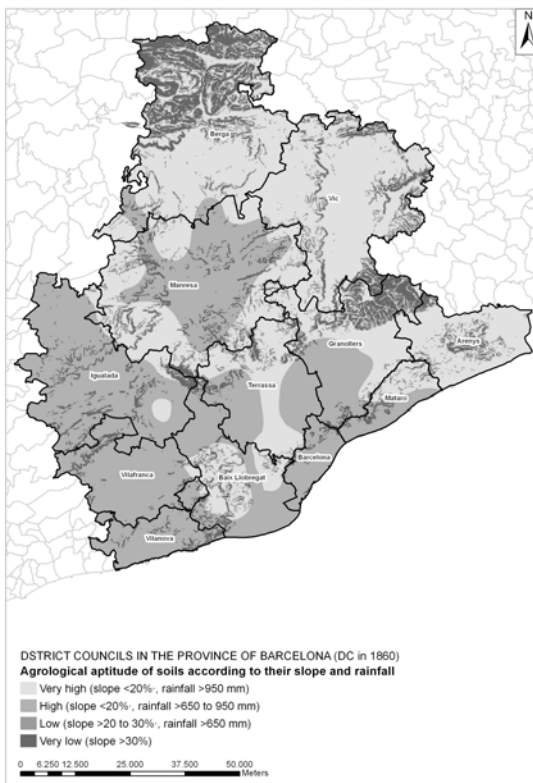 N
Berga
Vic
Manresa
Granollers
Arenys
Igualada
Terrassa
Mataro
Barcelona
Vilafranca
Baix Llobregat
Vilanova
DSTRICT COUNCILS IN THE PROVINCE OF BARCELONA (DC in 1860)
Agrological aptitude of soils according to their slope and rainfall
Very high (slope <20%·, rainfall >950 mm)
High (slope <20%·, rainfall >650 to 950 mm)
Low (slope >20 to 30%·, rainfall >650 mm)
Very low (slope >30%)
0 6.250 12.500 25.000 37.500 50.000
Meters